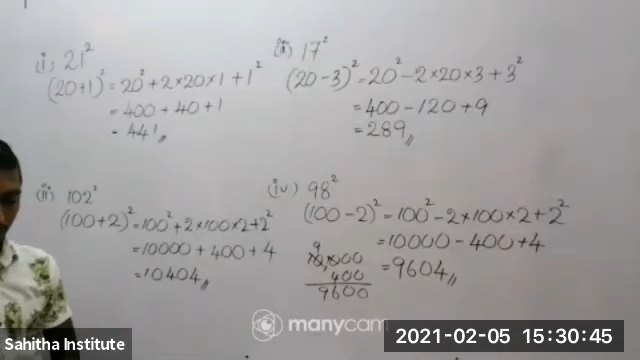 (i) 21²
(20+1)² = 20² + 2×20×1 + 1²
= 400 + 40 + 1
= 441
(ii) 102²
(100+2)² = 100² + 2×100×2 + 2²
= 10000 + 400 + 4
= 10404
(iii) 17²
(20-3)² = 20² - 2×20×3 + 3²
= 400 - 120 + 9
= 289
(iv) 98²
(100-2)² = 100² - 2×100×2 + 2²
= 10000 - 400 + 4
= 9604
9
10,000
400
9600
manycam
Sahitha Institute
2021-02-05 15:30:45